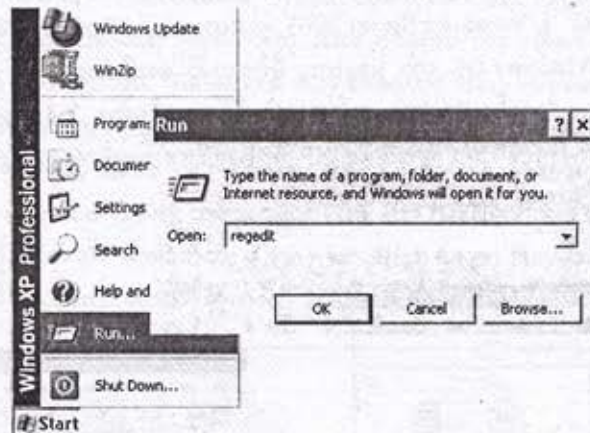 Windows Update
WinZip
Program
Documer
Settings
Search
Help and
Run...
Shut Down...
Start
Windows XP Professional
Run
Type the name of a program, folder, document, or
Internet resource, and Windows will open it for you.
Open: regedit
OK Cancel Browse...